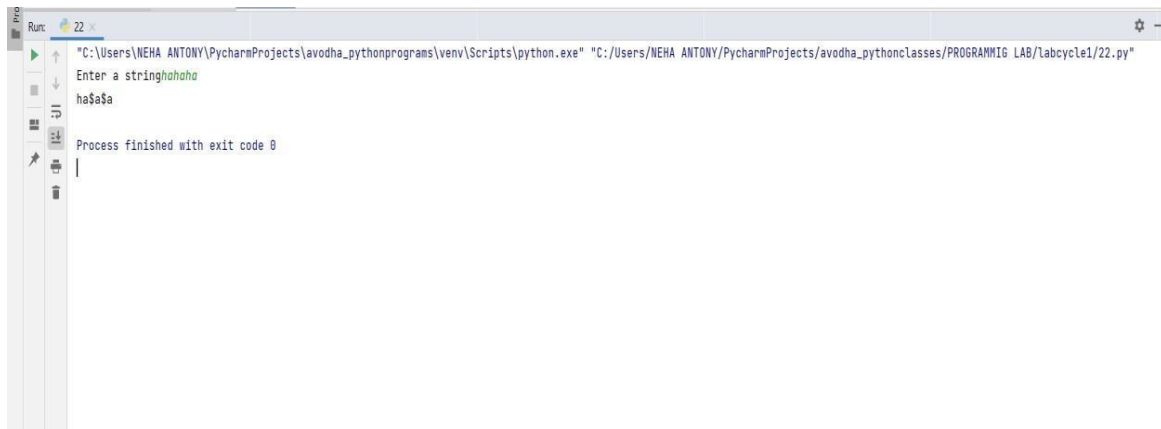 Pro
Run: 22 ×
"C:\Users\NEHA ANTONY\PycharmProjects\avodha_pythonprograms\venv\Scripts\python.exe" "C:/Users/NEHA ANTONY/PycharmProjects/avodha_pythonclasses/PROGRAMMIG LAB/labcycle1/22.py"
Enter a stringhahaha
ha$a$a
Process finished with exit code 0